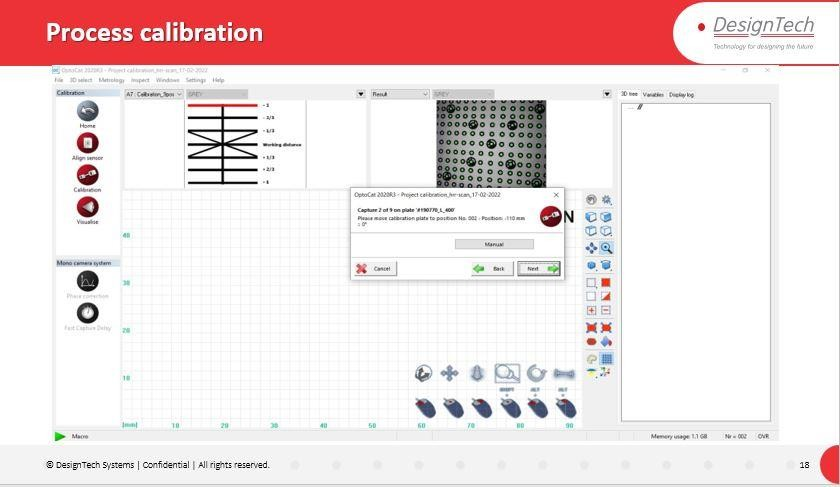 Process calibration
DesignTech
Technology for designing the future
OptoCat 2020R3 - Project calibration_hrr-scan_17-02-2022
File 3D select Metrology Inspect Windows Settings Help
Calibration
A7 : Calibration_9pos
GREY
Result
GREY
3D tree Variables Display log
Home
Align sensor
Calibration
Visualise
- 3
- 2/3
- 1/3
Working distance
+ 1/3
+ 2/3
//
OptoCat 2020R3 - Project calibration_hrr-scan_17-02-2022
Capture 2 of 9 on plate '#190770_L_400'
Please move calibration plate to position No. 002 - Position: -110 mm
: 0°
N
Manual
Cancel
Back
Next
Mono camera system
Phase correction
Fast Capture Delay
40
30
20
10
SHIFT
ALT
ALT
[mm] 10 20 30 40 50 60 70 80 90
Macro
Memory usage: 1.1 GB
Nr = 002
OVR
© DesignTech Systems | Confidential | All rights reserved.
18